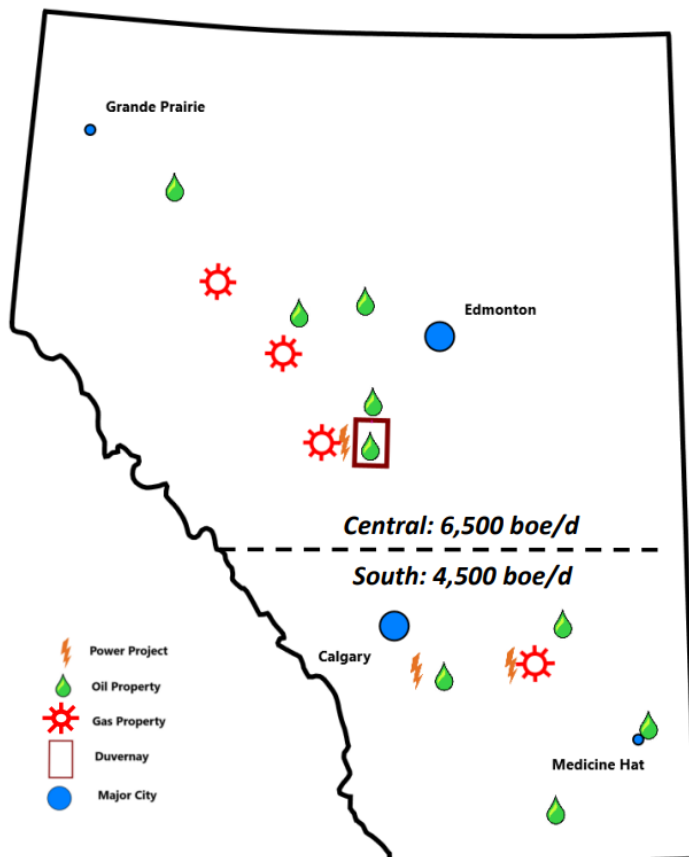 Grande Prairie
Edmonton
Central: 6,500 boe/d
South: 4,500 boe/d
Calgary
Medicine Hat
Power Project
Oil Property
Gas Property
Duvernay
Major City